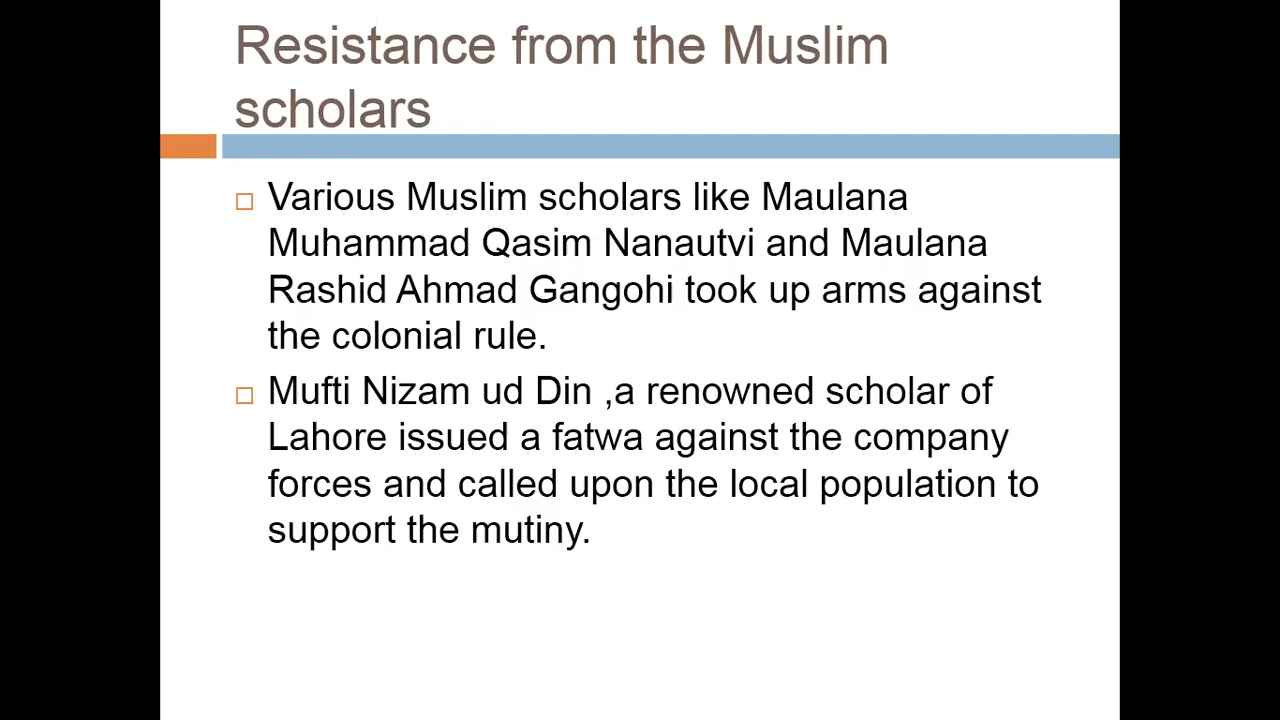 Resistance from the Muslim
scholars
Various Muslim scholars like Maulana
Muhammad Qasim Nanautvi and Maulana
Rashid Ahmad Gangohi took up arms against
the colonial rule.
Mufti Nizam ud Din ,a renowned scholar of
Lahore issued a fatwa against the company
forces and called upon the local population to
support the mutiny.